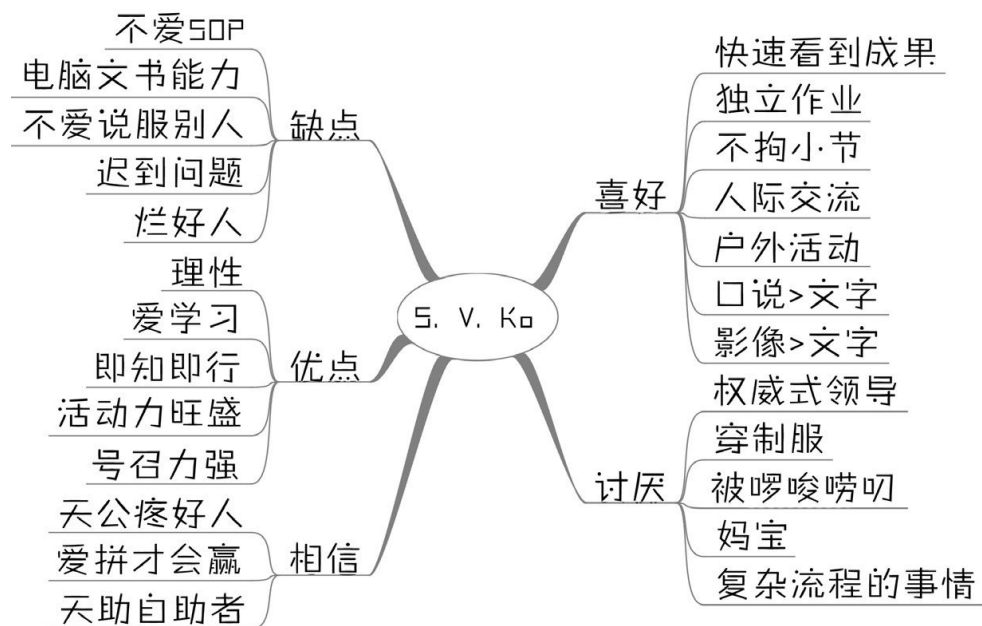 S. V. Ko
喜好
快速看到成果
独立作业
不拘小节
人际交流
户外活动
口说>文字
影像>文字
讨厌
权威式领导
穿制服
被啰唆唠叨
妈宝
复杂流程的事情
缺点
不爱SOP
电脑文书能力
不爱说服别人
迟到问题
烂好人
优点
理性
爱学习
即知即行
活动力旺盛
号召力强
相信
天公疼好人
爱拼才会赢
天助自助者